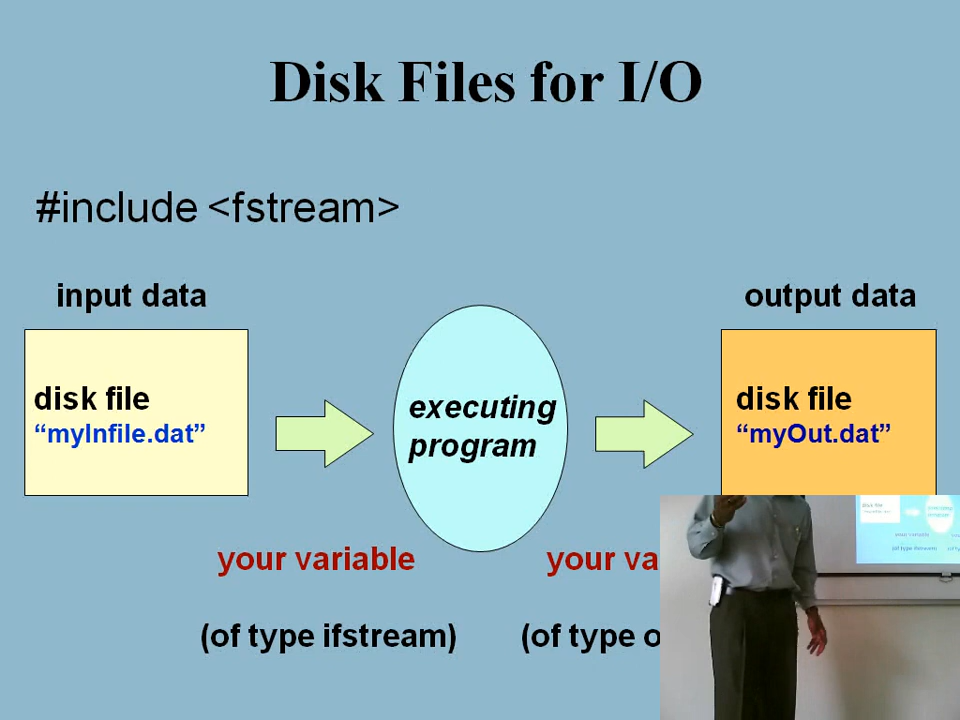 Disk Files for I/O
#include <fstream>
input data
output data
disk file
“myInfile.dat”
executing
program
disk file
“myOut.dat”
your variable
your
(of type ifstream)
(of type